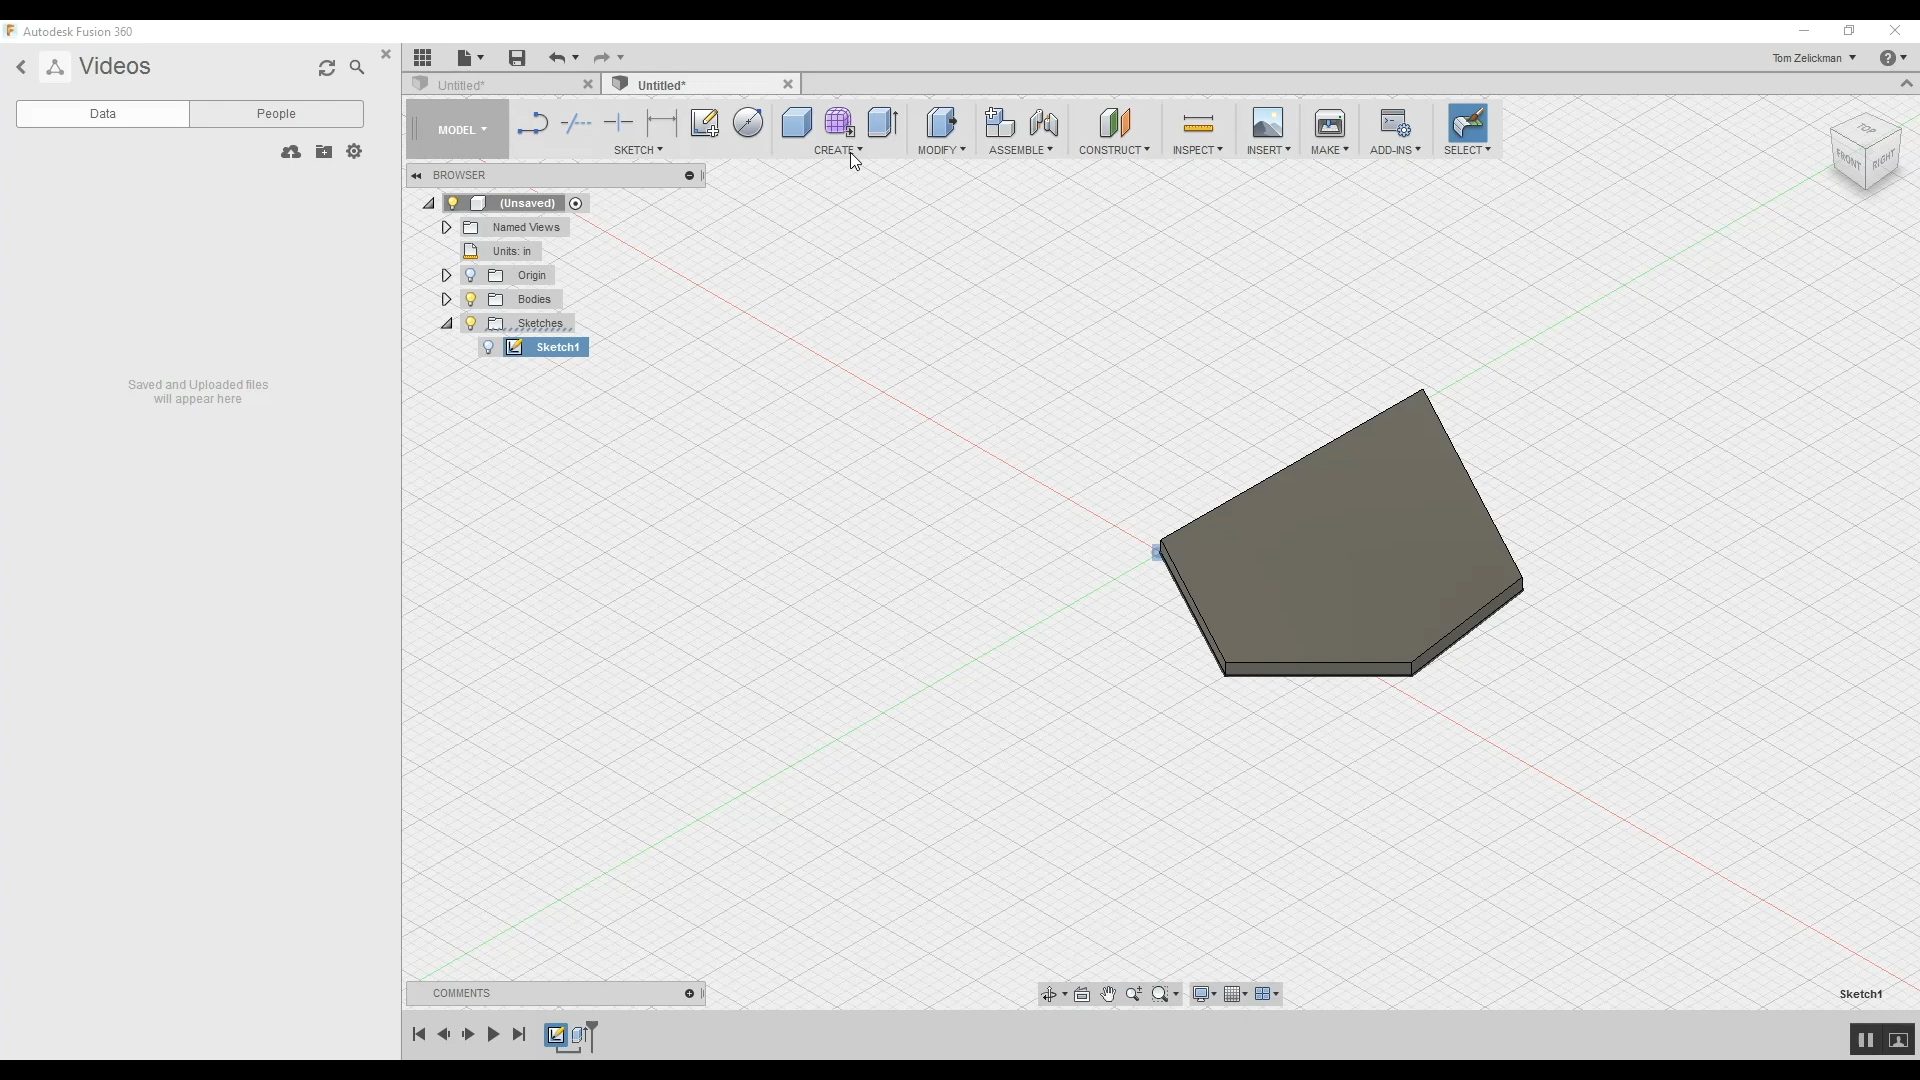 Autodesk Fusion 360
Videos
Data
People
Saved and Uploaded files
will appear here
Tom Zelickman
Untitled*
Untitled*
MODEL
SKETCH
CREATE
MODIFY
ASSEMBLE
CONSTRUCT
INSPECT
INSERT
MAKE
ADD-INS
SELECT
TOP
FRONT
RIGHT
BROWSER
(Unsaved)
Named Views
Units: in
Origin
Bodies
Sketches
Sketch1
COMMENTS
Sketch1